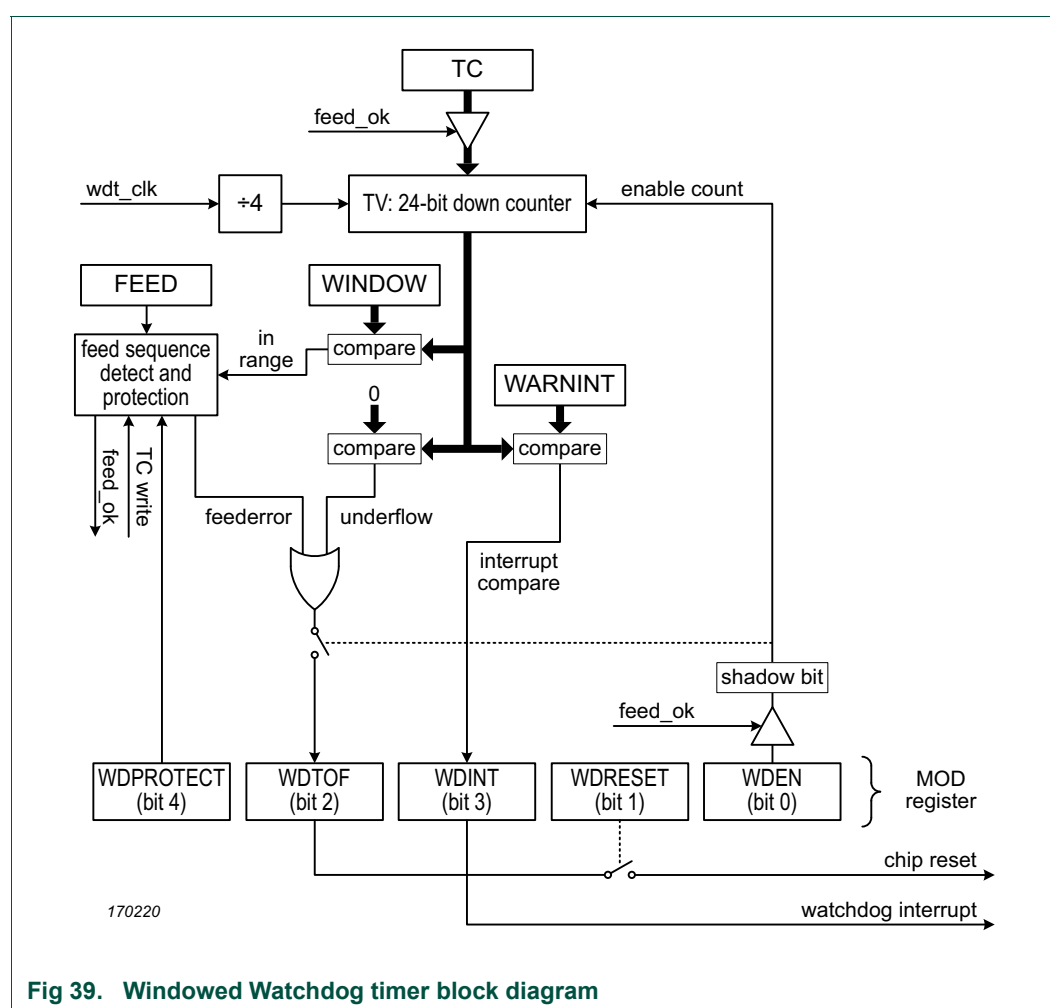 TC
feed_ok
wdt_clk
÷4
TV: 24-bit down counter
enable count
FEED
WINDOW
feed sequence
detect and
protection
in
range
compare
WARNINT
0
compare
compare
feed_ok
TC write
feederror
underflow
interrupt
compare
shadow bit
feed_ok
WDPROTECT
(bit 4)
WDTOF
(bit 2)
WDINT
(bit 3)
WDRESET
(bit 1)
WDEN
(bit 0)
MOD
register
chip reset
170220
watchdog interrupt
Fig 39. Windowed Watchdog timer block diagram